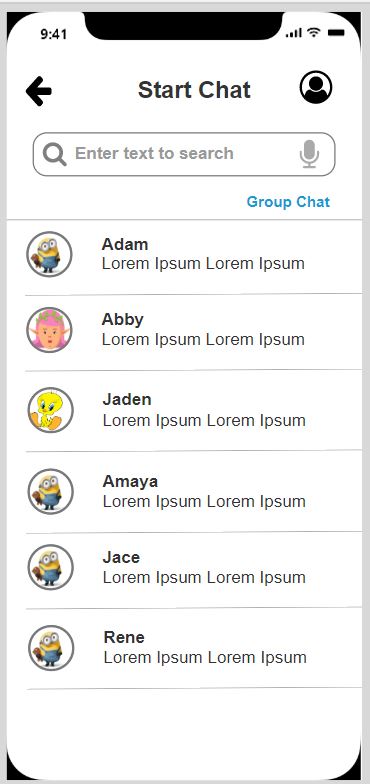 9:41
Start Chat
Enter text to search
Group Chat
Adam
Lorem Ipsum Lorem Ipsum
Abby
Lorem Ipsum Lorem Ipsum
Jaden
Lorem Ipsum Lorem Ipsum
Amaya
Lorem Ipsum Lorem Ipsum
Jace
Lorem Ipsum Lorem Ipsum
Rene
Lorem Ipsum Lorem Ipsum